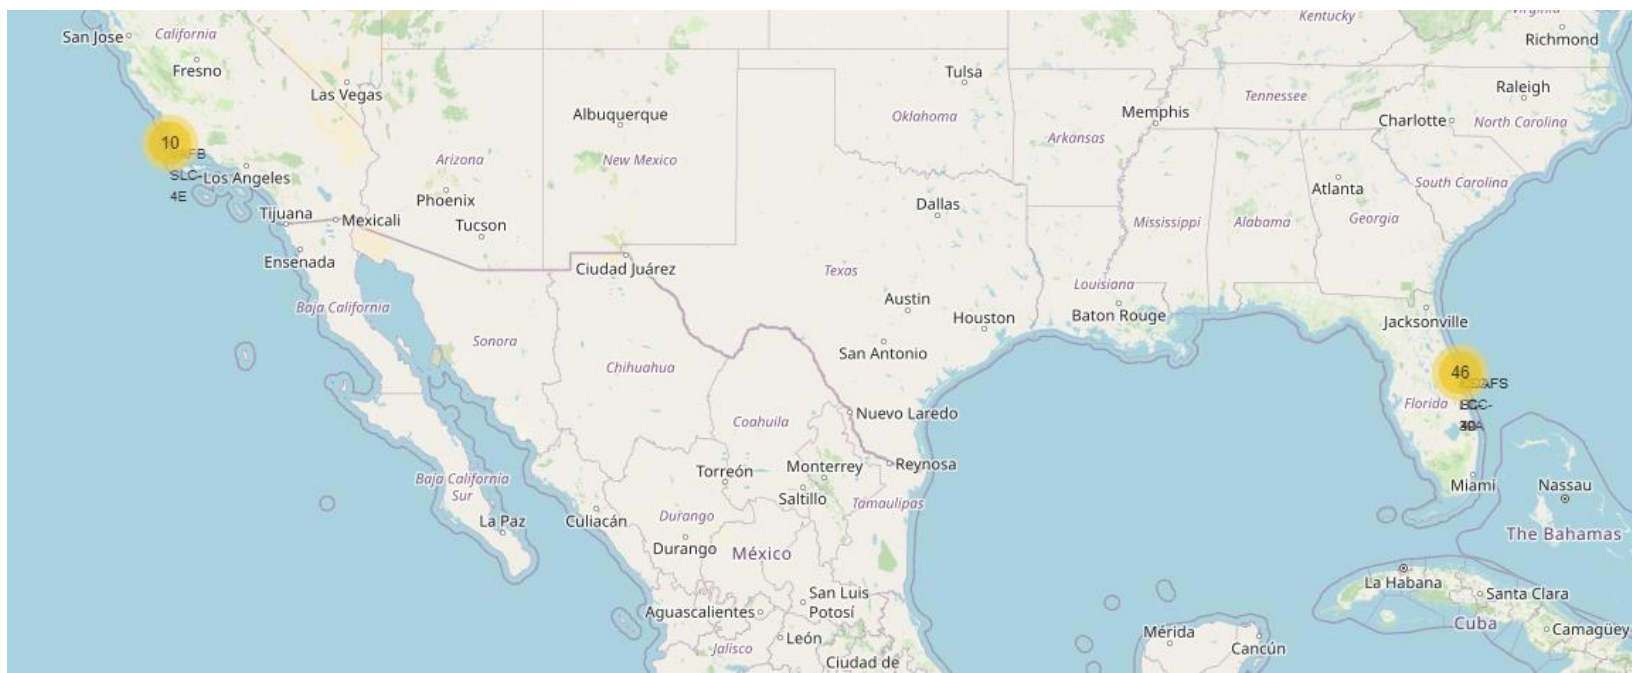 Kentucky
Virginia
California
San Jose
Richmond
Fresno
Tulsa
Las Vegas
Raleigh
Tennessee
Memphis
Albuquerque
Oklahoma
Charlotte
North Carolina
Arkansas
10
Arizona
New Mexico
SLC-
Los Angeles
4E
Phoenix
Atlanta
South Carolina
Dallas
Tijuana
Mexicali
Tucson
Mississippi
Alabama
Georgia
Ensenada
Ciudad Juárez
Texas
Louisiana
Baja California
Austin
Houston
Baton Rouge
Jacksonville
Sonora
San Antonio
Chihuahua
46
Florida
Nuevo Laredo
Coahuila
Torreón
Monterrey
Reynosa
Baja California
Sur
Saltillo
Tamaulipas
Miami
Nassau
La Paz
Culiacán
Durango
The Bahamas
Durango
México
La Habana
San Luis
Potosí
Santa Clara
Aguascalientes
Cuba
Camagüey
León
Mérida
Jalisco
Cancún
Ciudad de